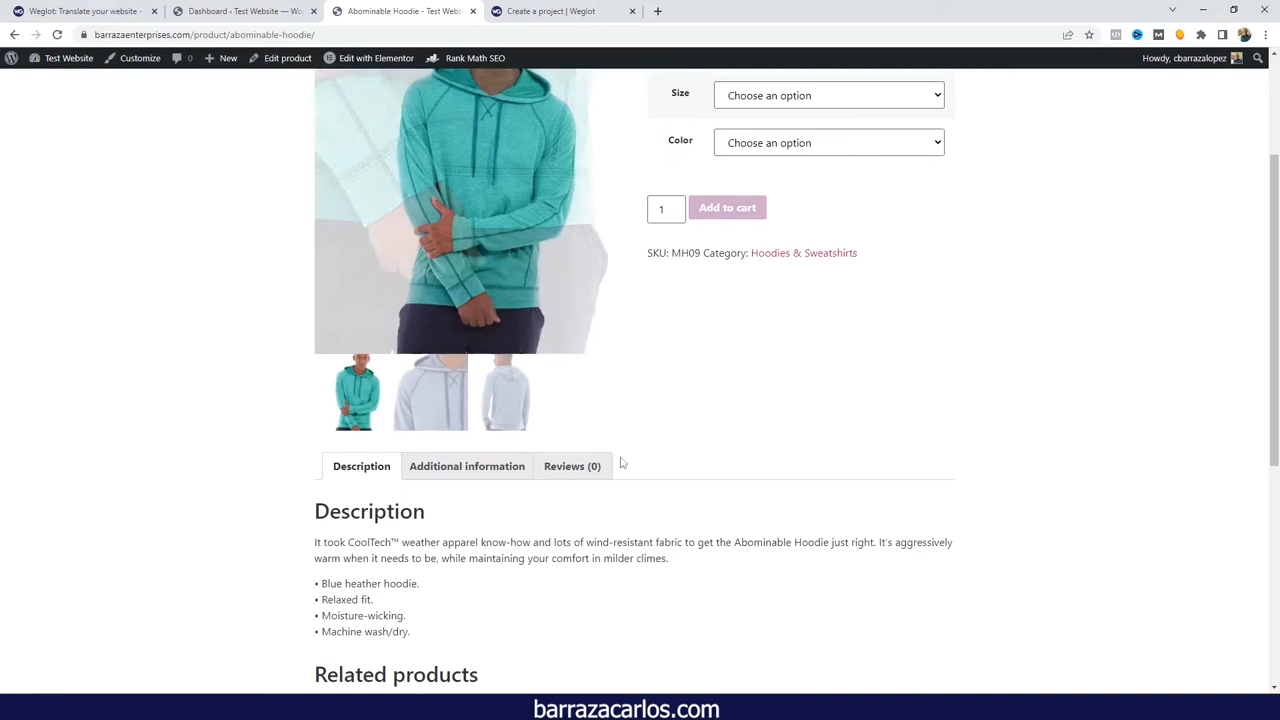 Weglot: Translate your website -
Dashboard ‹ Test Website — Wo
Abominable Hoodie - Test Webs
Create a project | Weglot
barrazaenterprises.com/product/abominable-hoodie/
Test Website
Customize
0
New
Edit product
Edit with Elementor
Rank Math SEO
Howdy, cbarrazalopez
Size
Choose an option
Color
Choose an option
1
Add to cart
SKU: MH09 Category: Hoodies & Sweatshirts
Description
Additional information
Reviews (0)
Description
It took CoolTech™ weather apparel know-how and lots of wind-resistant fabric to get the Abominable Hoodie just right. It's aggressively
warm when it needs to be, while maintaining your comfort in milder climes.
• Blue heather hoodie.
• Relaxed fit.
• Moisture-wicking.
• Machine wash/dry.
Related products
barrazacarlos.com